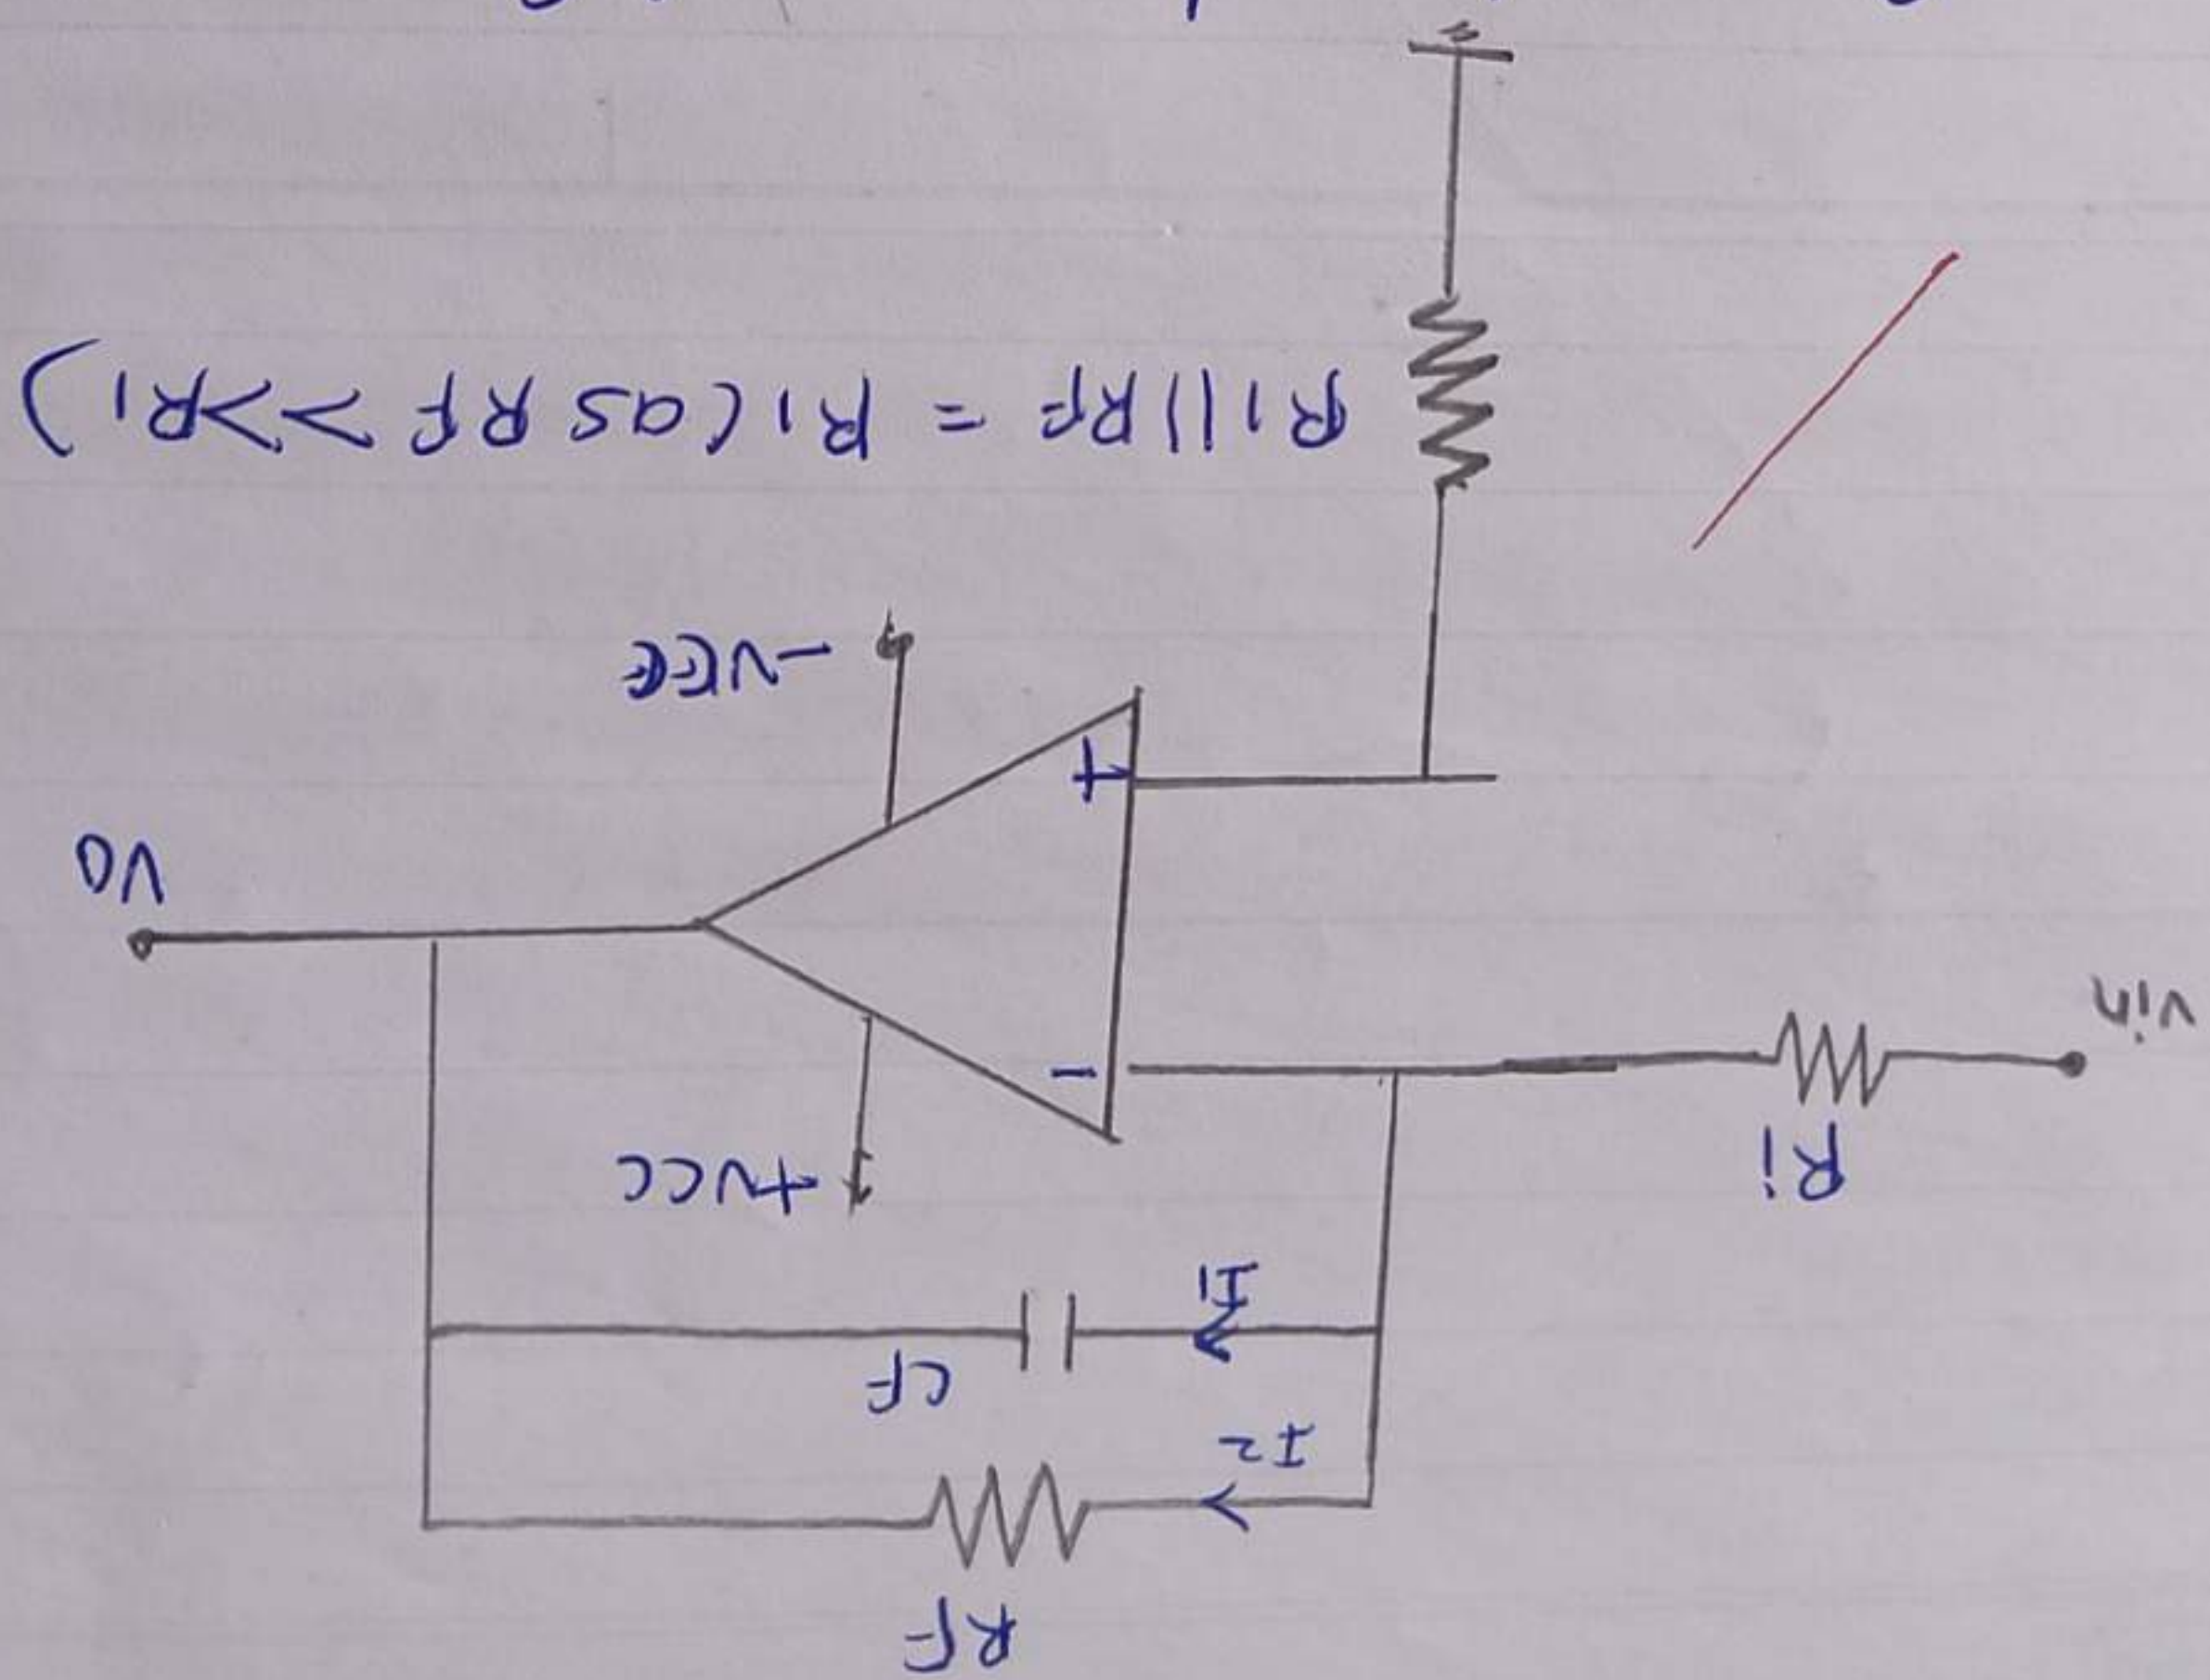 RF
I2
CF
I1
+VCC
Ri
-
Vin
VO
+
-VEE
R1||RF = R1 (as RF >>R1)